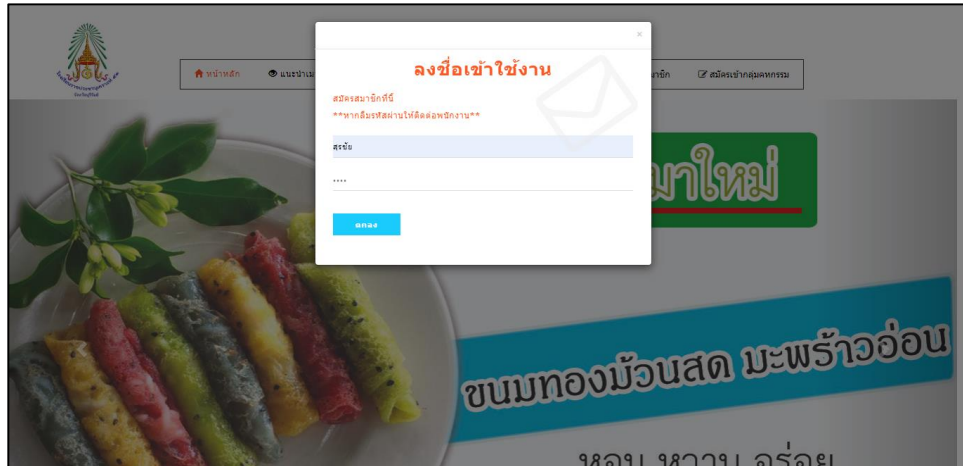 ลงชื่อเข้าใช้งาน
หน้าหลัก
สมัครเข้ากลุ่มคหกรรม
สมัครสมาชิกที่นี่
**หากลืมรหัสผ่านให้ติดต่อพนักงาน**
สุรชัย
....
ตกลง
มาใหม่
ขนมทองม้วนสด มะพร้าวอ่อน
หอม หวาน อร่อย